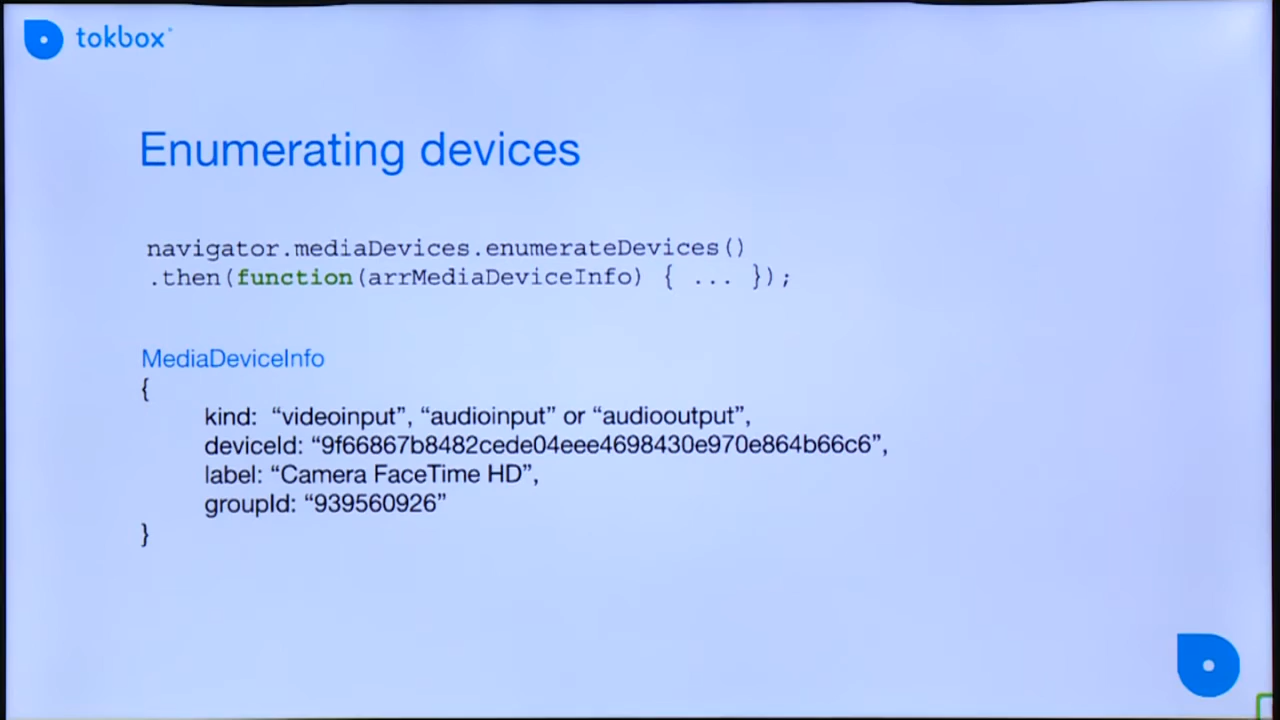 tokbox
Enumerating devices
navigator.mediaDevices.enumerateDevices()
.then(function(arrMediaDeviceInfo) { ... });
MediaDeviceInfo
{
kind: “videoinput”, “audioinput” or “audiooutput”,
deviceId: “9f66867b8482cede04eee4698430e970e864b66c6”,
label: “Camera FaceTime HD”,
groupId: “939560926”
}